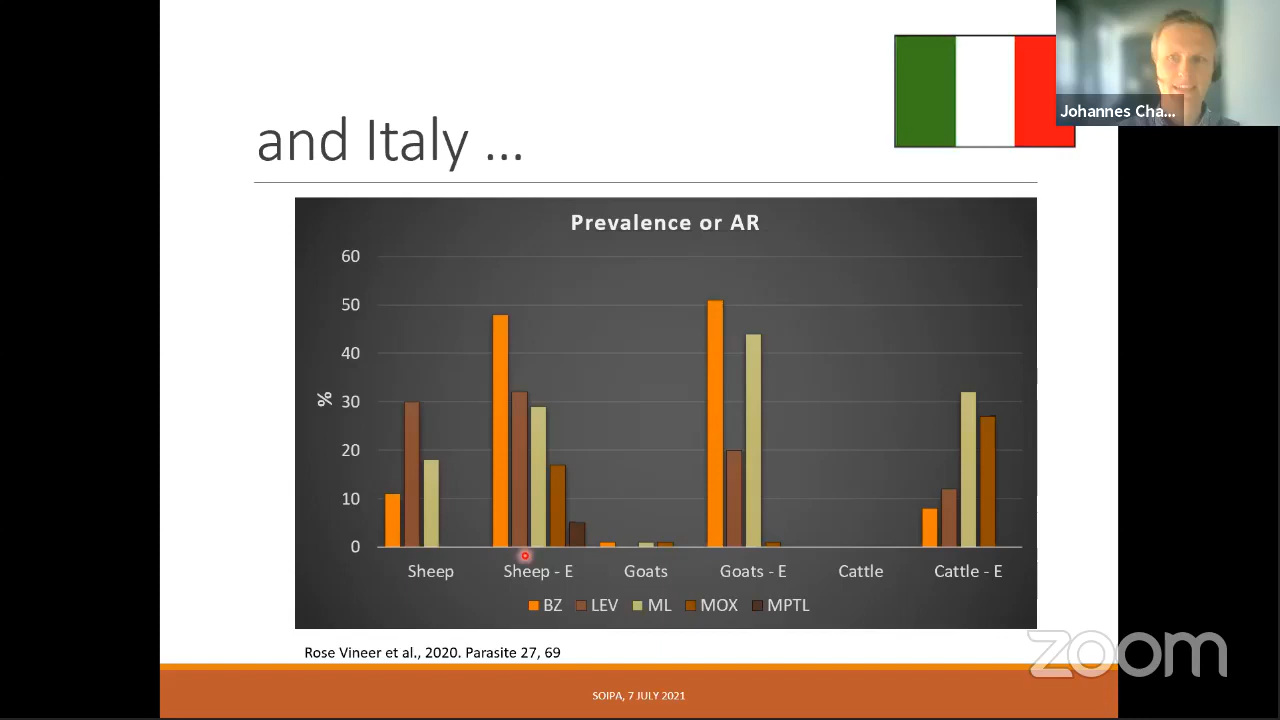 Johannes Cha...
and Italy ...
Prevalence or AR
60
50
40
30
20
10
0
%
Sheep Sheep - E Goats Goats - E Cattle Cattle - E
BZ LEV ML MOX MPTL
Rose Vineer et al., 2020. Parasite 27, 69
zoom
SOIPA, 7 JULY 2021